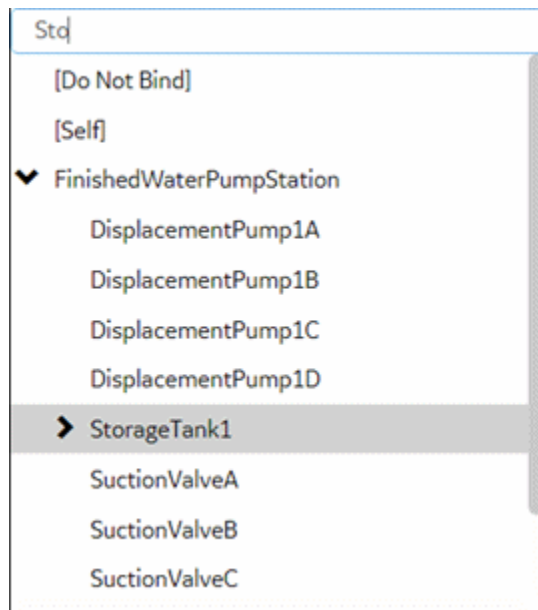 Sto
[Do Not Bind]
[Self]
FinishedWaterPumpStation
DisplacementPump1A
DisplacementPump1B
DisplacementPump1C
DisplacementPump1D
StorageTank1
SuctionValveA
SuctionValveB
SuctionValveC